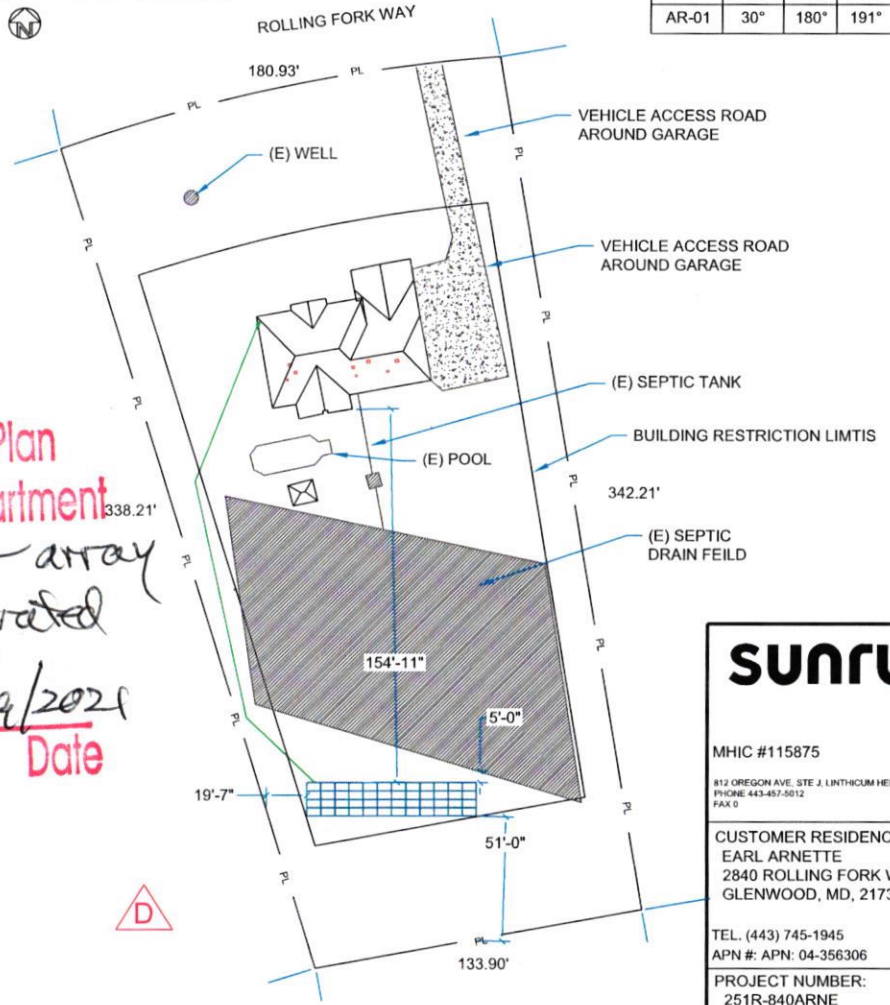 N
ROLLING FORK WAY
AR-01 30° 180° 191°
180.93'
PL
PL
VEHICLE ACCESS ROAD
AROUND GARAGE
(E) WELL
PL
PL
VEHICLE ACCESS ROAD
AROUND GARAGE
PL
PL
(E) SEPTIC TANK
BUILDING RESTRICTION LIMTIS
(E) POOL
PL
Plan
artment
338.21'
342.21'
array
rated
(E) SEPTIC
DRAIN FEILD
PL
PL
154'-11"
/2021
Date
5'-0"
PL
19'-7"
51'-0"
PL
PL
D
PL
133.90'
sunru
MHIC #115875
812 OREGON AVE, STE J, LINTHICUM HE
PHONE 443-457-5012
FAX 0
CUSTOMER RESIDENC
EARL ARNETTE
2840 ROLLING FORK W
GLENWOOD, MD, 2173
TEL. (443) 745-1945
APN #: APN: 04-356306
PROJECT NUMBER:
251R-840ARNE